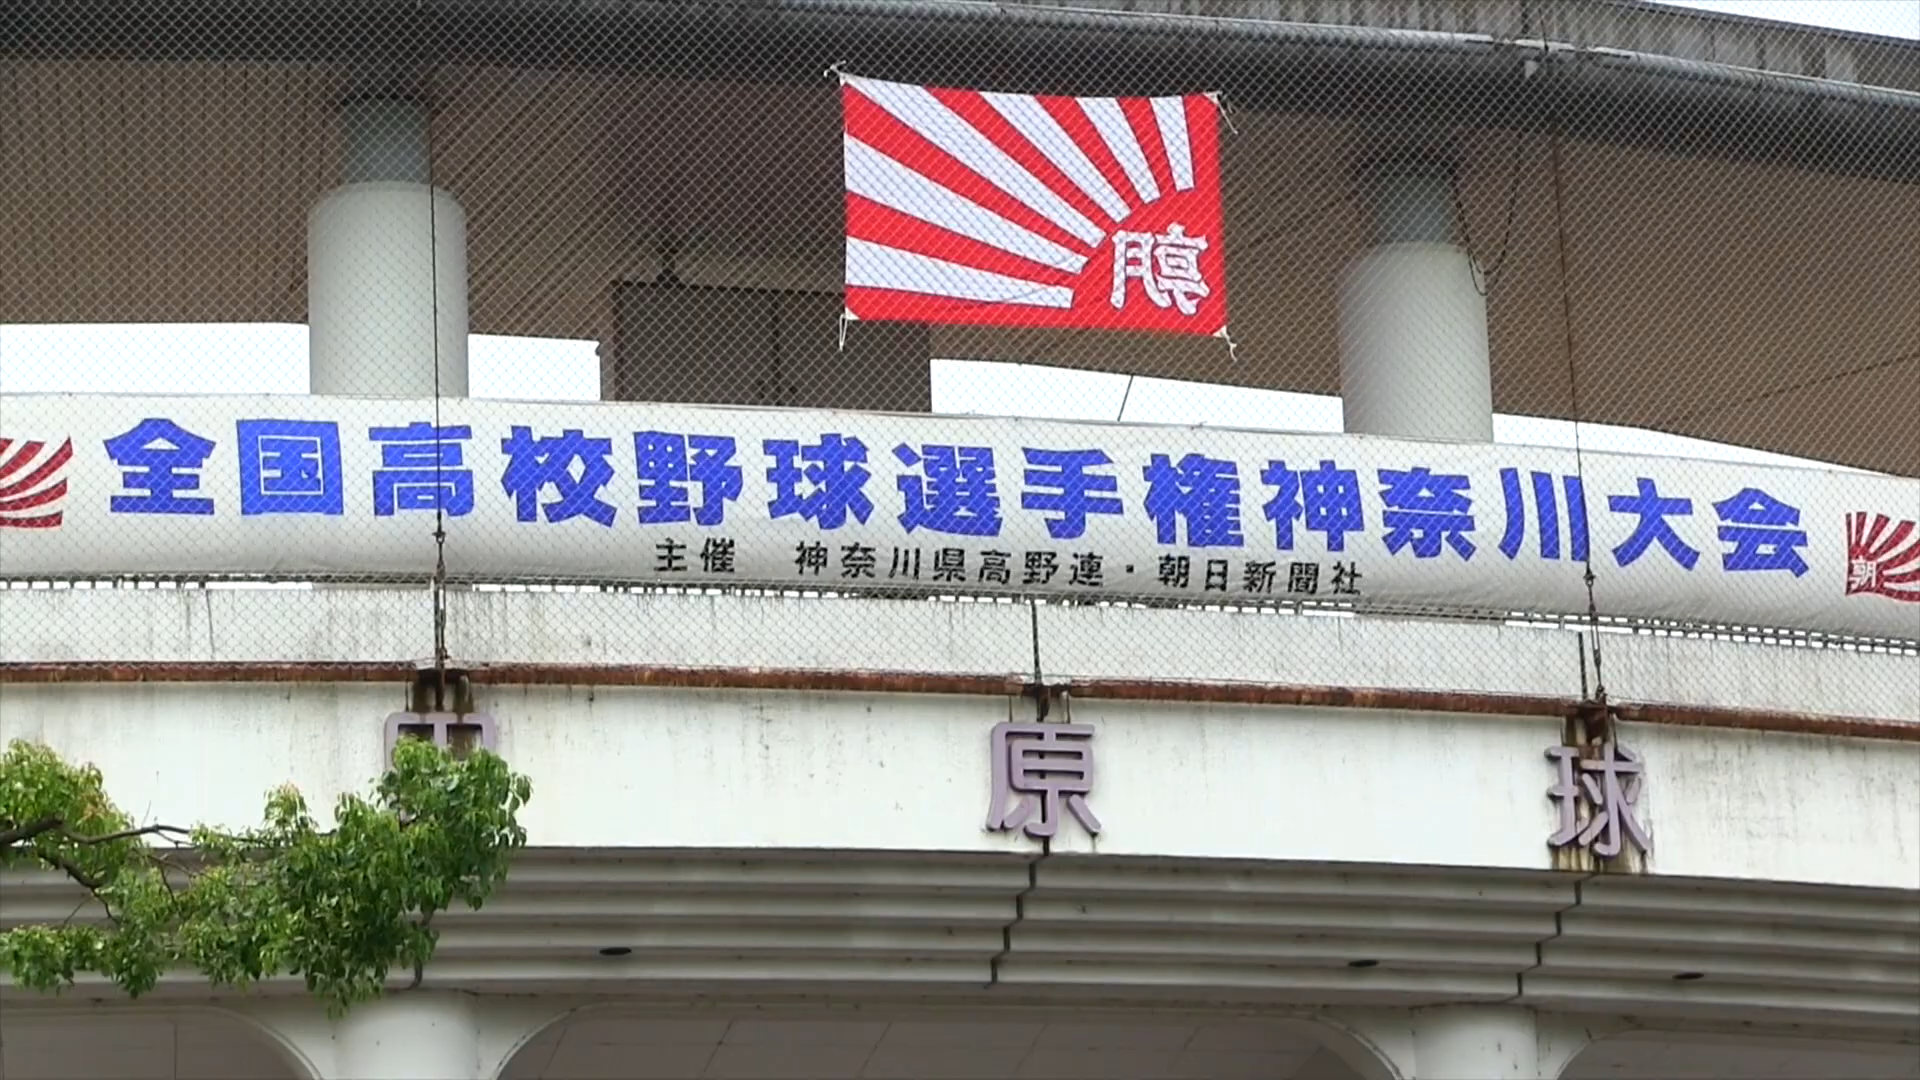 全国高校野球選手権神奈川大会
主催 神奈川県高野連・朝日新聞社
朝
原 球